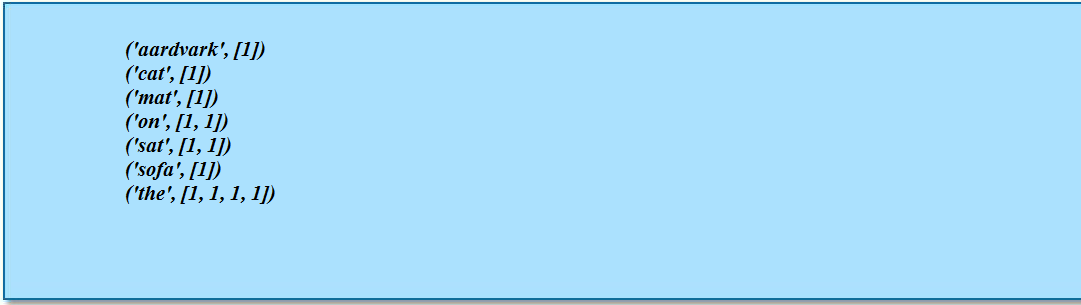 ('aardvark', [1])
('cat', [1])
('mat', [1])
('on', [1, 1])
('sat', [1, 1])
('sofa', [1])
('the', [1, 1, 1, 1])